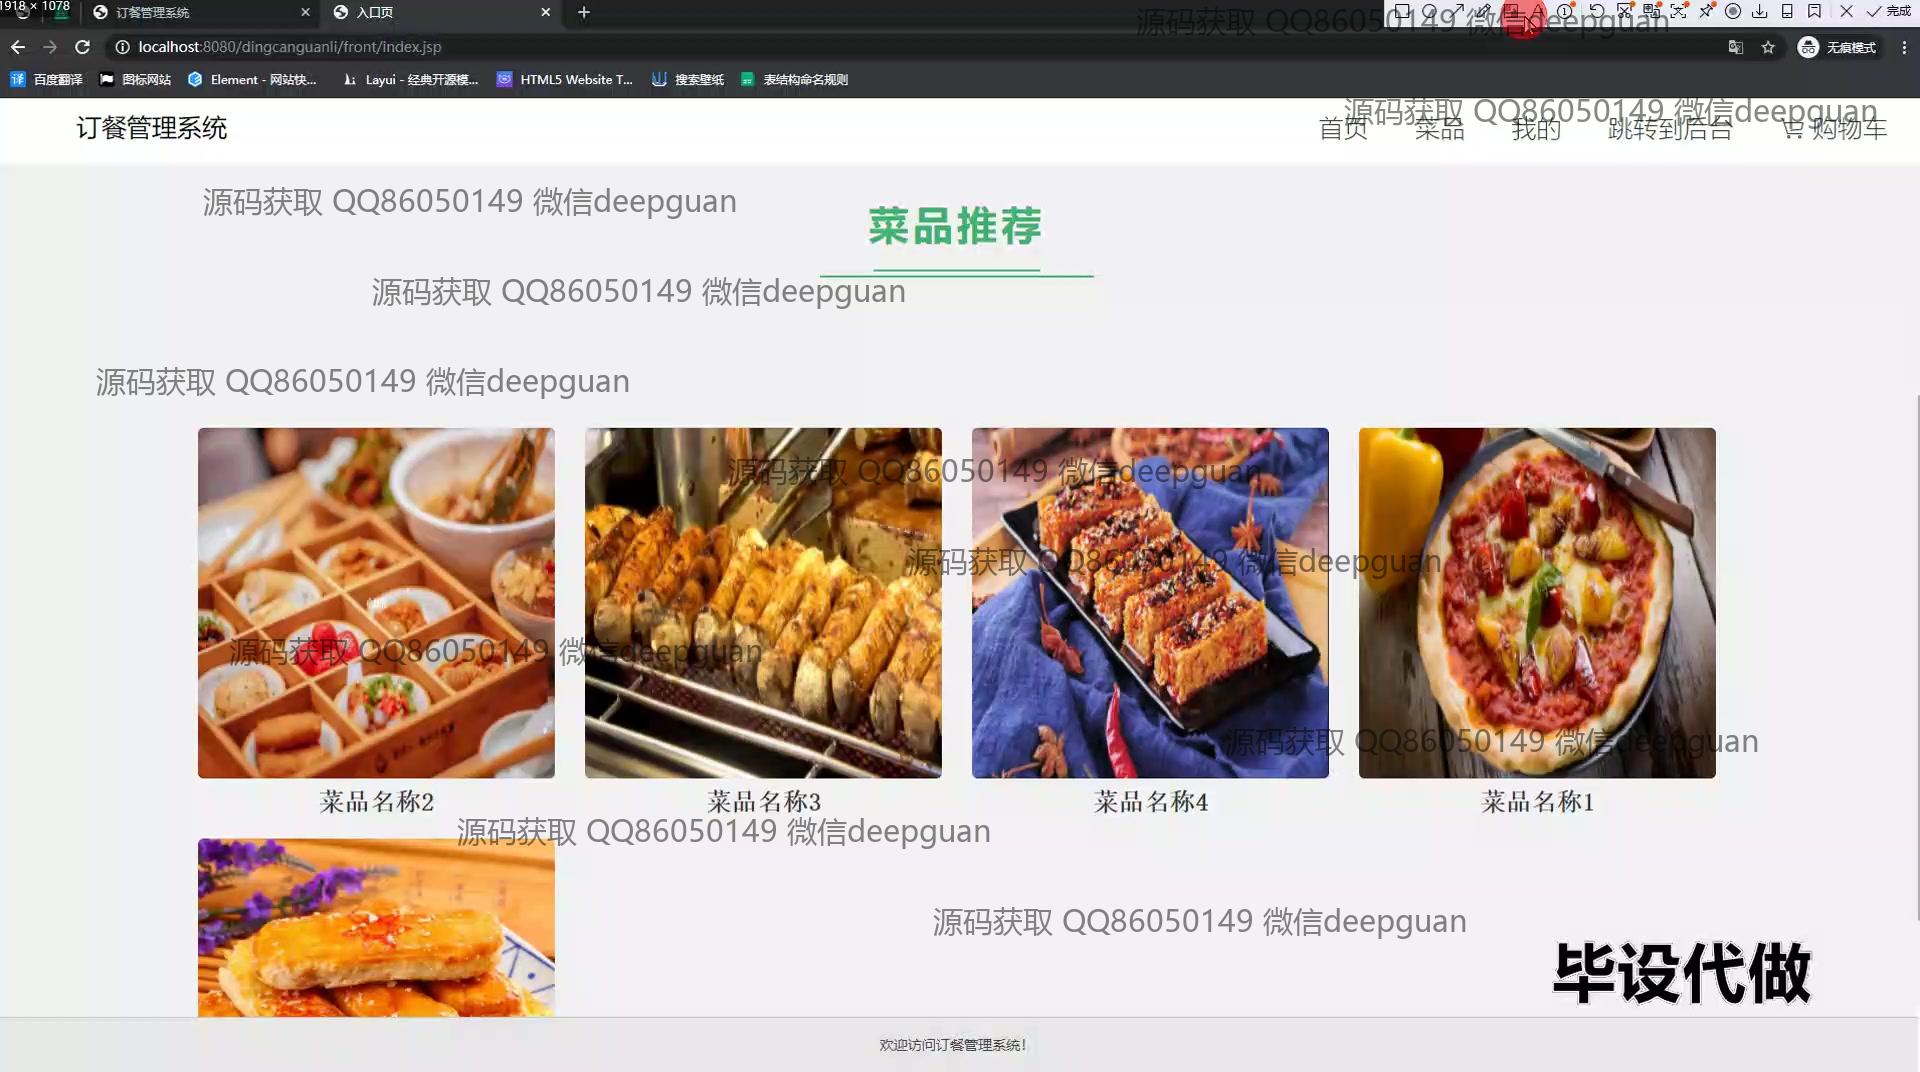 1918 × 1078
订餐管理系统
入口页
完成
源码获取 QQ86050149 微信deepguan
localhost:8080/dingcanguanli/front/index.jsp
无痕模式
百度翻译
图标网站
Element - 网站快...
Layui - 经典开源模...
HTML5 Website T...
搜索壁纸
表结构命名规则
源码获取 QQ86050149 微信deepguan
订餐管理系统
首页
菜品
我的
跳转到后台
购物车
源码获取 QQ86050149 微信deepguan
菜品推荐
源码获取 QQ86050149 微信deepguan
源码获取 QQ86050149 微信deepguan
源码获取 QQ86050149 微信deepguan
源码获取 QQ86050149 微信deepguan
源码获取 QQ86050149 微信deepguan
源码获取 QQ86050149 微信deepguan
菜品名称2
菜品名称3
菜品名称4
菜品名称1
源码获取 QQ86050149 微信deepguan
源码获取 QQ86050149 微信deepguan
毕设代做
欢迎访问订餐管理系统!